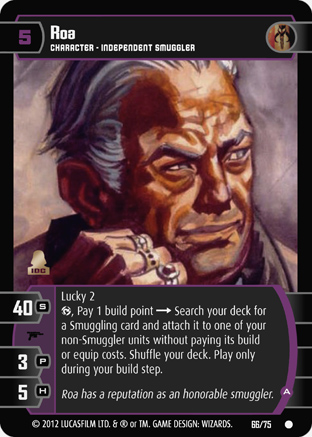 5 Roa
CHARACTER - INDEPENDENT SMUGGLER
IDC
40 S
3 P
5 H
Lucky 2
, Pay 1 build point → Search your deck for
a Smuggling card and attach it to one of your
non-Smuggler units without paying its build
or equip costs. Shuffle your deck. Play only
during your build step.
Roa has a reputation as an honorable smuggler.
A
© 2012 LUCASFILM LTD. & ® or TM. GAME DESIGN: WIZARDS. 66/75